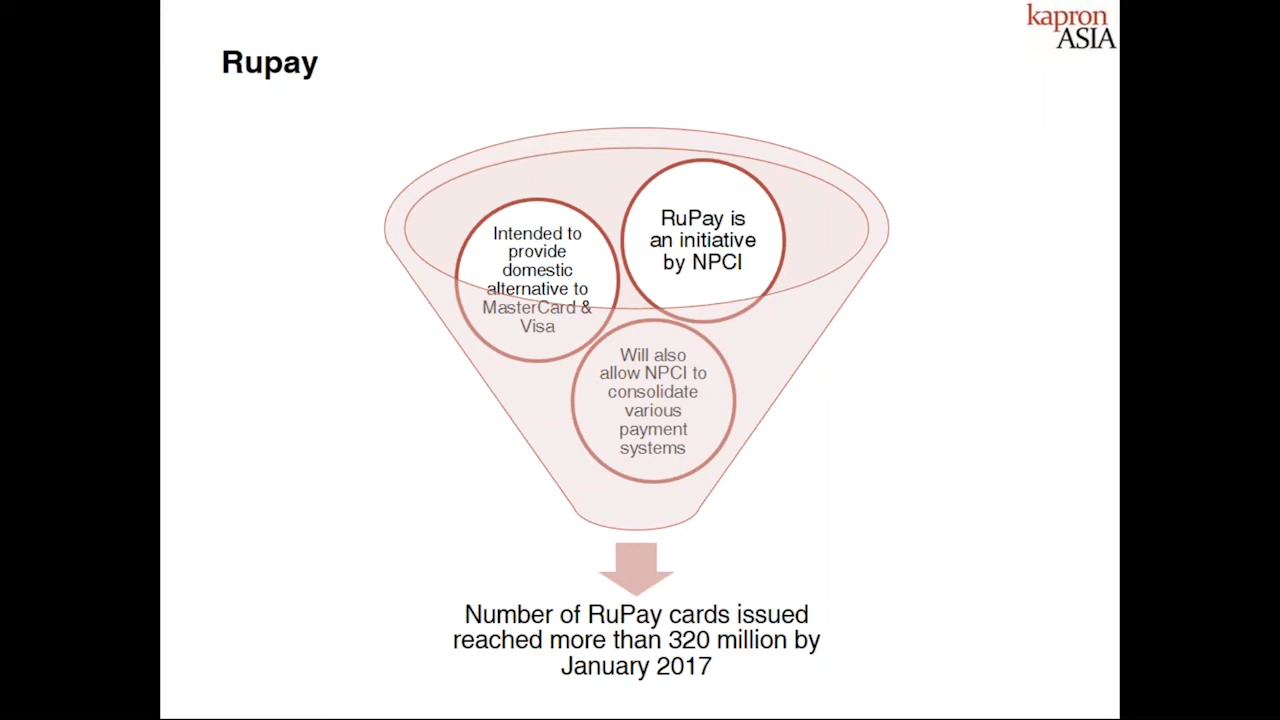 kapron
ASIA
Rupay
RuPay is
an initiative
by NPCI
Intended to
provide
domestic
alternative to
MasterCard &
Visa
Will also
allow NPCI to
consolidate
various
payment
systems
Number of RuPay cards issued
reached more than 320 million by
January 2017